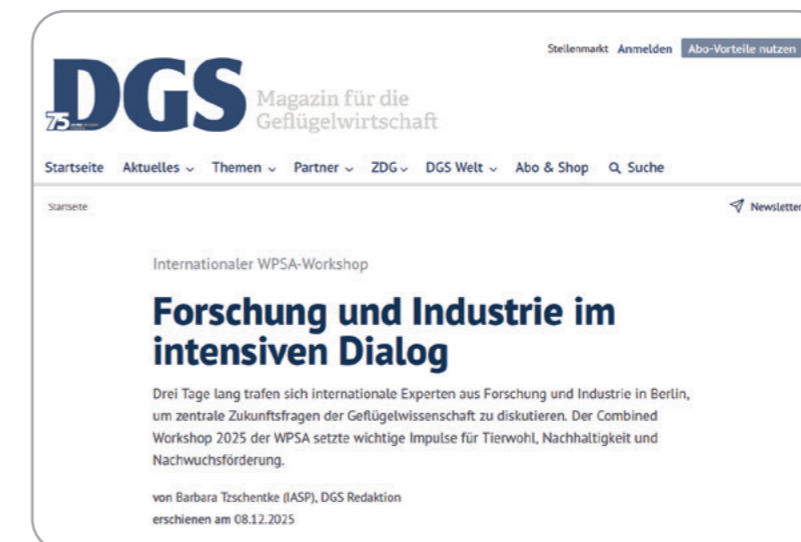 Stellenmarkt Anmelden Abo-Vorteile nutzen
DGS
75
Magazin für die
Geflügelwirtschaft
Startseite Aktuelles Themen Partner ZDG DGS Welt Abo & Shop Suche
Startseite Newsletter
Internationaler WPSA-Workshop
Forschung und Industrie im
intensiven Dialog
Drei Tage lang trafen sich internationale Experten aus Forschung und Industrie in Berlin,
um zentrale Zukunftsfragen der Geflügelwissenschaft zu diskutieren. Der Combined
Workshop 2025 der WPSA setzte wichtige Impulse für Tierwohl, Nachhaltigkeit und
Nachwuchsförderung.
von Barbara Tzschentke (IASP), DGS Redaktion
erschienen am 08.12.2025